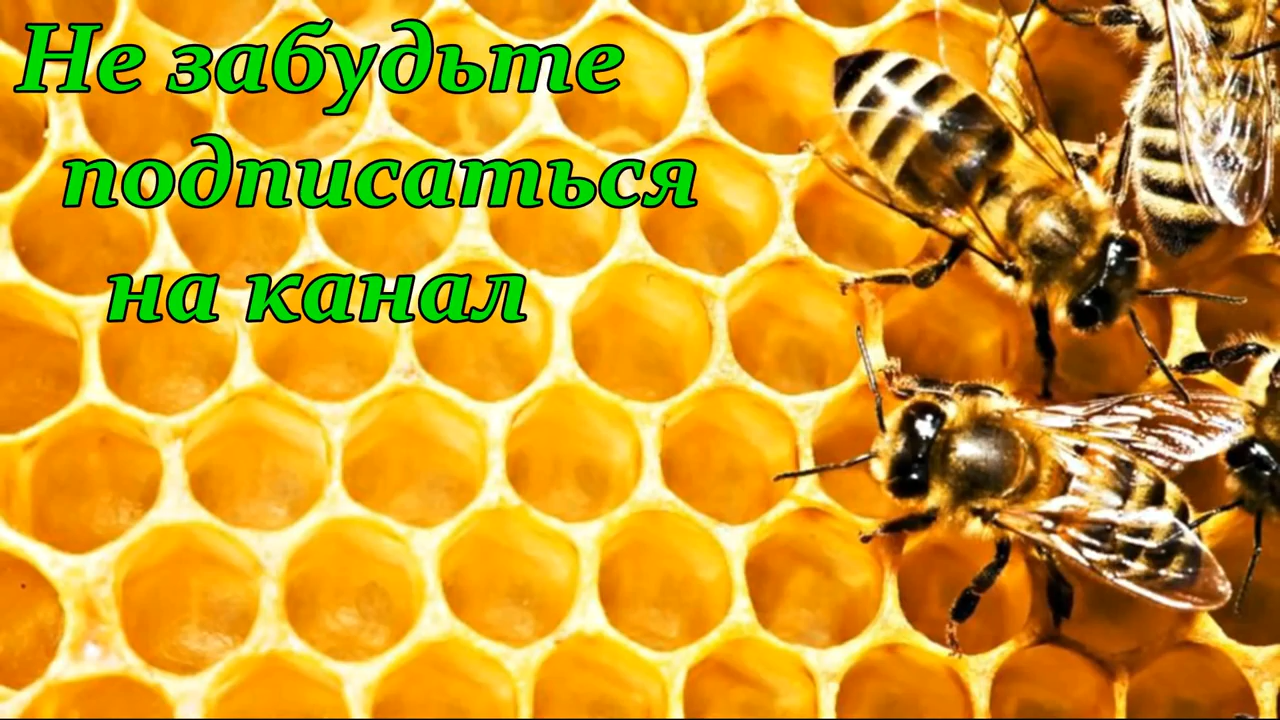 Не забудьте
подписаться
на канал